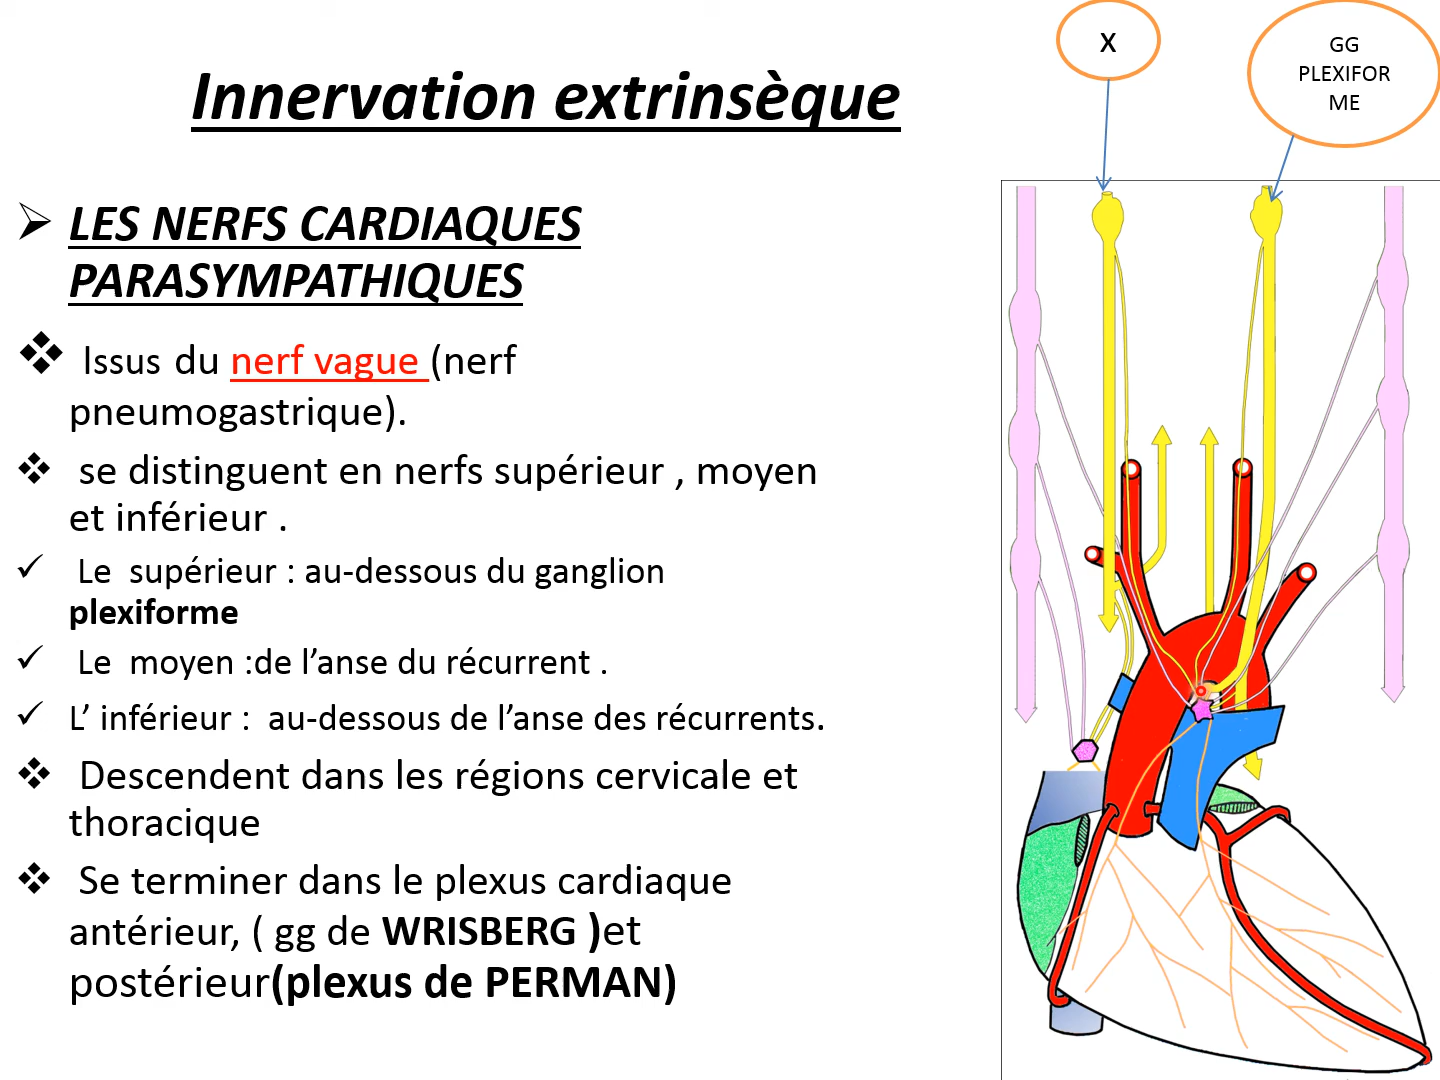 Innervation extrinsèque
LES NERFS CARDIAQUES
PARASYMPATHIQUES
Issus du nerf vague (nerf
pneumogastrique).
se distinguent en nerfs supérieur , moyen
et inférieur .
Le supérieur : au-dessous du ganglion
plexiforme
Le moyen :de l’anse du récurrent .
L’ inférieur : au-dessous de l’anse des récurrents.
Descendent dans les régions cervicale et
thoracique
Se terminer dans le plexus cardiaque
antérieur, ( gg de WRISBERG )et
postérieur(plexus de PERMAN)
X
GG
PLEXIFOR
ME